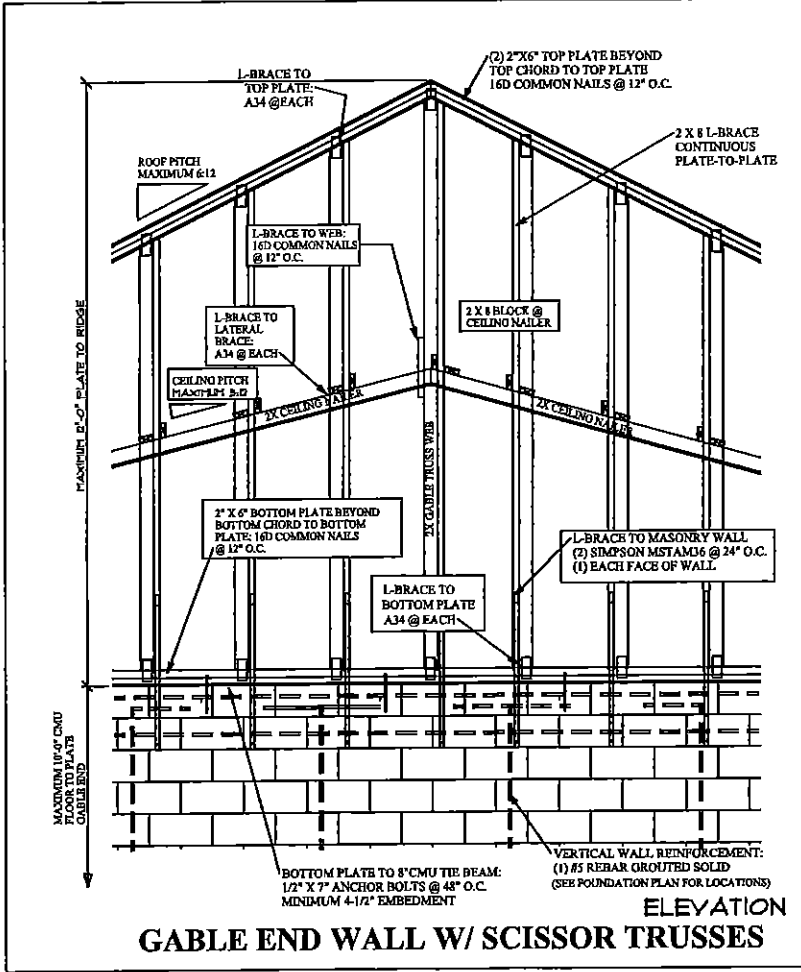 (2) 2"X6" TOP PLATE BEYOND
TOP CHORD TO TOP PLATE
16D COMMON NAILS @ 12" O.C.
L-BRACE TO
TOP PLATE:
A34 @EACH
2 X 8 L-BRACE
CONTINUOUS
PLATE-TO-PLATE
ROOF PITCH
MAXIMUM 6:12
L-BRACE TO WEB:
16D COMMON NAILS
@ 12" O.C.
L-BRACE TO
LATERAL
BRACE:
A34 @ EACH
2 X 8 BLOCK @
CEILING NAILER
CEILING PITCH
MAXIMUM
2X CEILING NAILER
2X CEILING NAILER
MAXIMUM 12'-0" PLATE TO RIDGE
2X GABLE TRUSS WEB
2" X 6" BOTTOM PLATE BEYOND
BOTTOM CHORD TO BOTTOM
PLATE: 16D COMMON NAILS
@ 12" O.C.
L-BRACE TO MASONRY WALL
(2) SIMPSON MSTAM36 @ 24" O.C.
(1) EACH FACE OF WALL
L-BRACE TO
BOTTOM PLATE
A34 @ EACH
MAXIMUM 10'-0" CMU
FLOOR TO PLATE
GABLE END
BOTTOM PLATE TO 8"CMU TIE BEAM:
1/2" X 7" ANCHOR BOLTS @ 48" O.C.
MINIMUM 4-1/2" EMBEDMENT
VERTICAL WALL REINFORCEMENT:
(1) #5 REBAR GROUTED SOLID
(SEE FOUNDATION PLAN FOR LOCATIONS)
ELEVATION
GABLE END WALL W/ SCISSOR TRUSSES